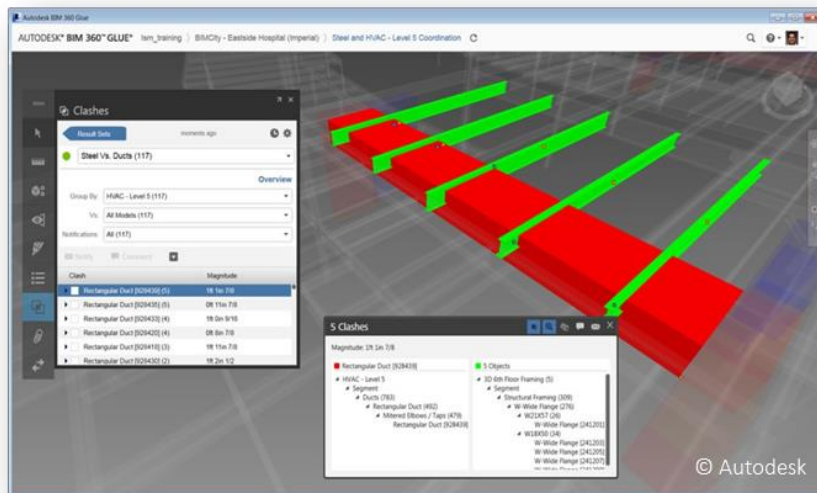 Autodesk BIM 360 Glue
AUTODESK® BIM 360™ GLUE® tsm_training > BIMCity - Eastside Hospital (Imperial) > Steel and HVAC - Level 5 Coordination
Clashes
Result Sets moments ago
Steel Vs. Ducts (117)
Overview
Group By: HVAC - Level 5 (117)
Vs: All Models (117)
Notifications: All (117)
Notify Comment
Clash Magnitude
Rectangular Duct [928439] (5) 1ft 1in 7/8
Rectangular Duct [928435] (5) 0ft 11in 7/8
Rectangular Duct [928433] (4) 1ft 0in 9/16
Rectangular Duct [928420] (4) 0ft 8in 7/8
Rectangular Duct [928418] (3) 1ft 11in 7/8
Rectangular Duct [928430] (2) 1ft 2in 1/2
5 Clashes
Magnitude: 1ft 1in 7/8
Rectangular Duct [928439]
HVAC - Level 5
Segment
Ducts (783)
Rectangular Duct (492)
Mitered Elbows / Taps (479)
Rectangular Duct [928439]
5 Objects
3D 6th Floor Framing (5)
Segment
Structural Framing (309)
W-Wide Flange (276)
W21X57 (26)
W-Wide Flange [241201]
W18X50 (34)
W-Wide Flange [241203]
W-Wide Flange [241205]
W-Wide Flange [241207]
© Autodesk